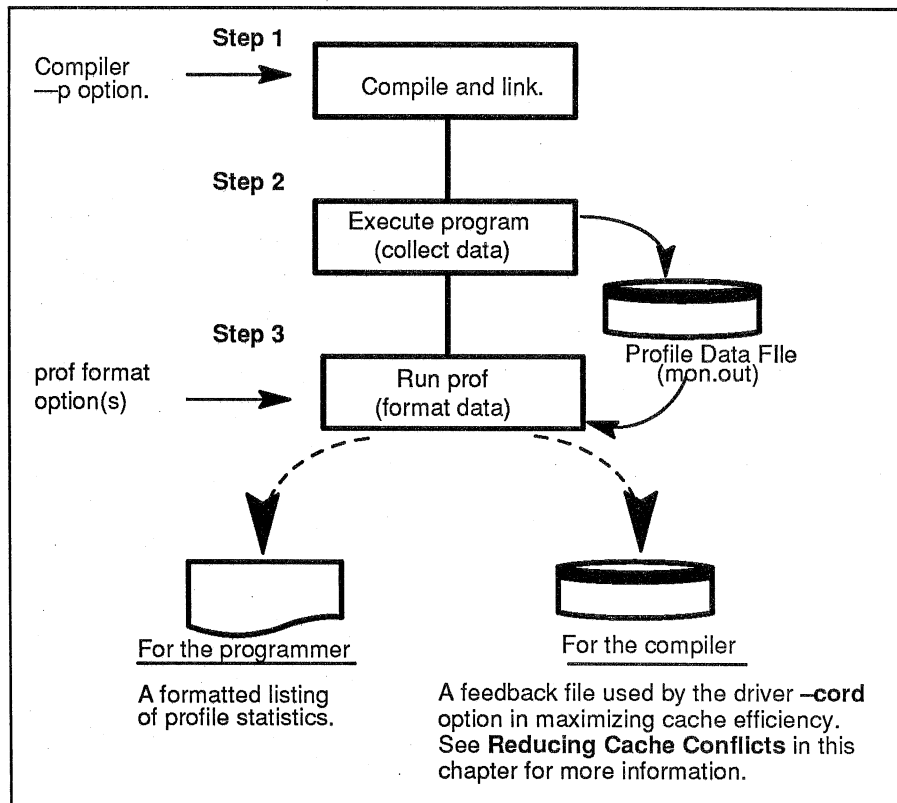 Step 1
Compiler
—p option.
Compile and link.
Step 2
Execute program
(collect data)
Profile Data FIle
(mon.out)
Step 3
prof format
option(s)
Run prof
(format data)
For the programmer
A formatted listing
of profile statistics.
For the compiler
A feedback file used by the driver –cord
option in maximizing cache efficiency.
See Reducing Cache Conflicts in this
chapter for more information.